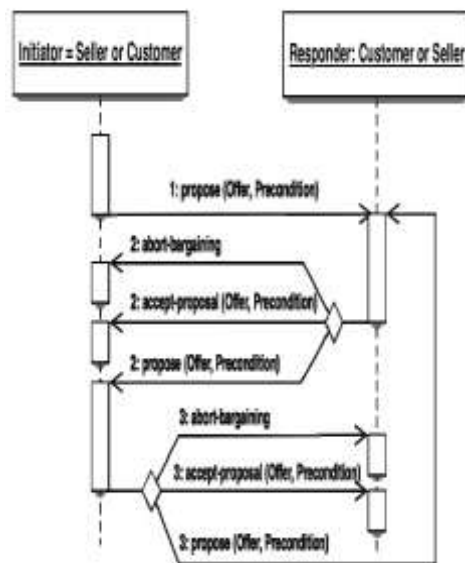 Initiator = Seller or Customer
Responder: Customer or Seller
1: propose (Offer, Precondition)
2: abort-bargaining
2: accept-proposal (Offer, Precondition)
2: propose (Offer, Precondition)
3: abort-bargaining
3: accept-proposal (Offer, Precondition)
3: propose (Offer, Precondition)